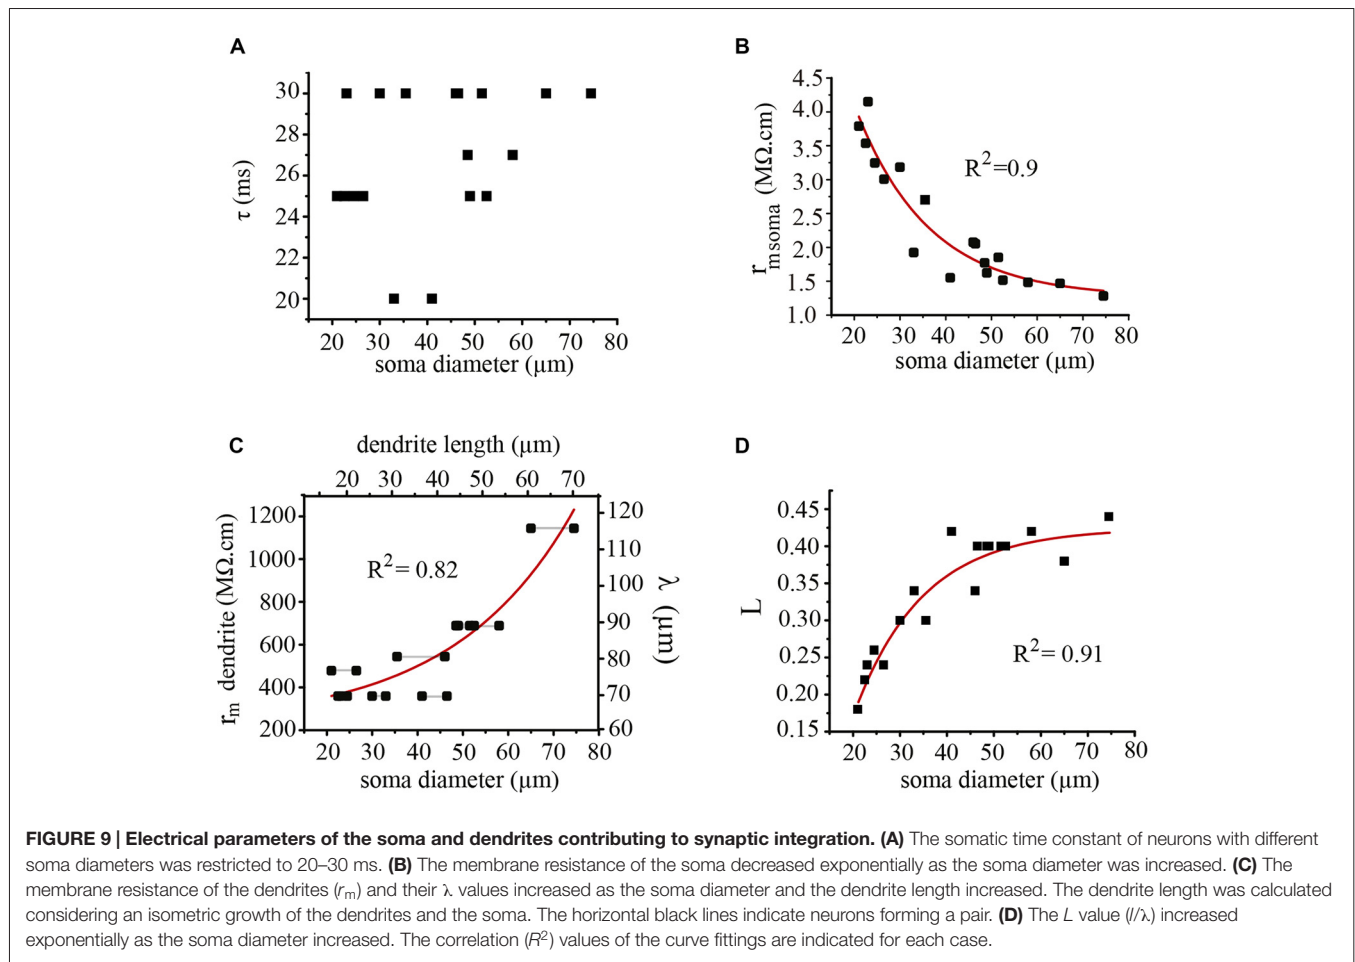 A
30
28
26
24
22
20
τ (ms)
20 30 40 50 60 70 80
soma diameter (µm)
B
4.5
4.0
3.5
3.0
2.0
1.5
1.0
r m soma (MΩ.cm)
R²=0.9
20 30 40 50 60 70 80
soma diameter (µm)
C
dendrite length (µm)
20 30 40 50 60 70
1200
1000
800
600
400
200
rm dendrite (MΩ.cm)
R²= 0.82
120
110
100
90
80
70
60
λ (µm)
20 30 40 50 60 70 80
soma diameter (µm)
D
0.45
0.40
0.35
0.30
0.25
0.20
0.15
L
R²= 0.91
20 30 40 50 60 70 80
soma diameter (µm)
FIGURE 9 | Electrical parameters of the soma and dendrites contributing to synaptic integration. (A) The somatic time constant of neurons with different
soma diameters was restricted to 20–30 ms. (B) The membrane resistance of the soma decreased exponentially as the soma diameter was increased. (C) The
membrane resistance of the dendrites (rm) and their λ values increased as the soma diameter and the dendrite length increased. The dendrite length was calculated
considering an isometric growth of the dendrites and the soma. The horizontal black lines indicate neurons forming a pair. (D) The L value (l/λ) increased
exponentially as the soma diameter increased. The correlation (R²) values of the curve fittings are indicated for each case.